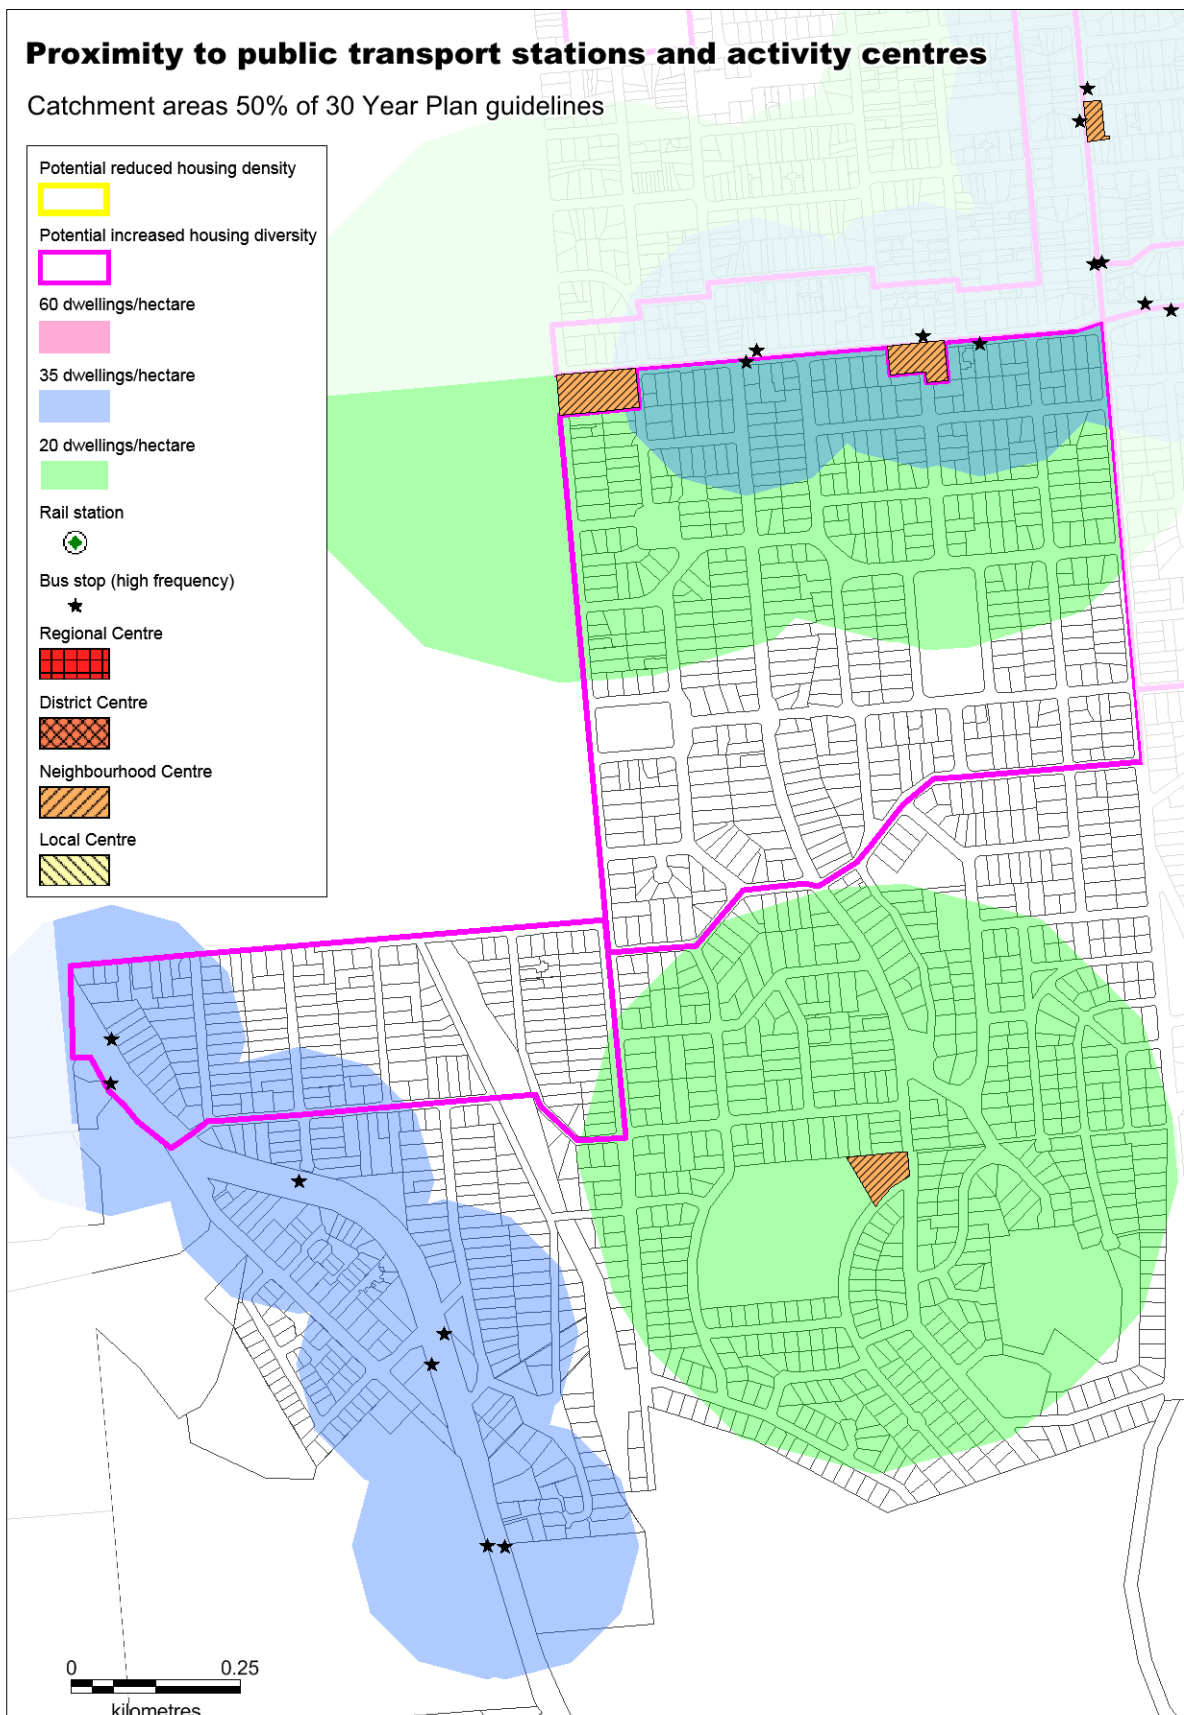 Proximity to public transport stations and activity centres
Catchment areas 50% of 30 Year Plan guidelines
Potential reduced housing density
Potential increased housing diversity
60 dwellings/hectare
35 dwellings/hectare
20 dwellings/hectare
Rail station
Bus stop (high frequency)
Regional Centre
District Centre
Neighbourhood Centre
Local Centre
0 0.25
kilometres